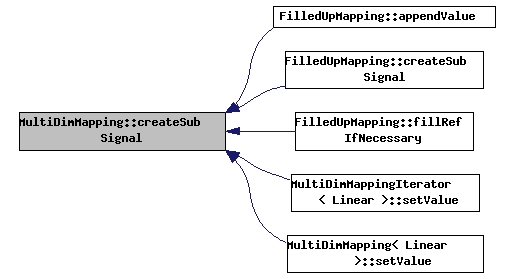 FilledUpMapping::appendValue
FilledUpMapping::createSub
Signal
MultiDimMapping::createSub
Signal
FilledUpMapping::fillRef
IfNecessary
MultiDimMappingIterator
< Linear >::setValue
MultiDimMapping< Linear
>::setValue